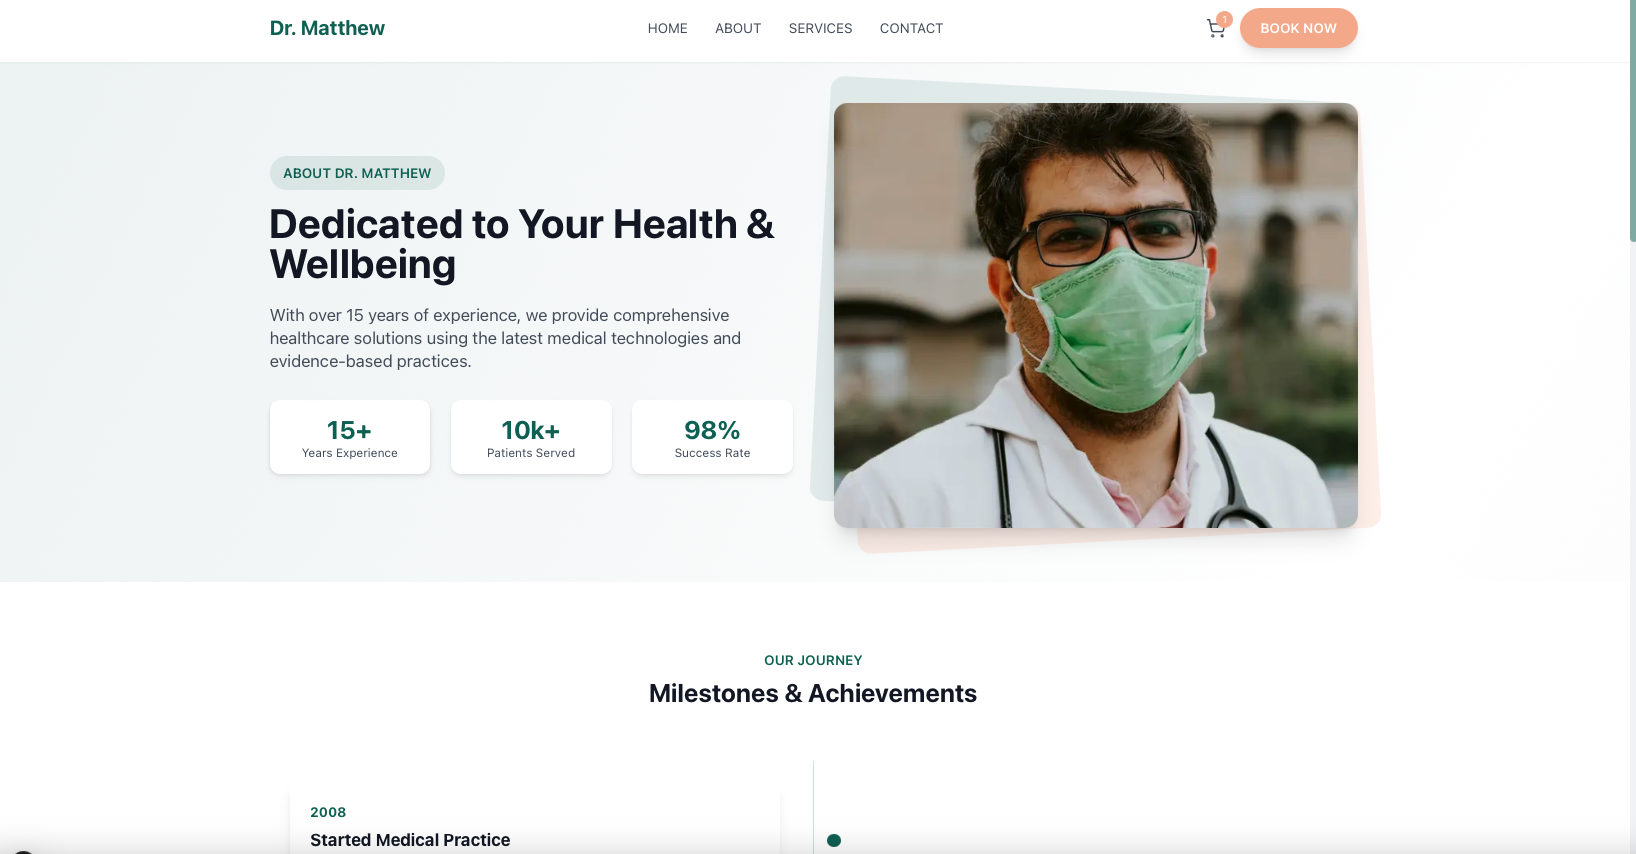 Dr. Matthew
HOME
ABOUT
SERVICES
CONTACT
1
BOOK NOW
ABOUT DR. MATTHEW
Dedicated to Your Health &
Wellbeing
With over 15 years of experience, we provide comprehensive
healthcare solutions using the latest medical technologies and
evidence-based practices.
15+
Years Experience
10k+
Patients Served
98%
Success Rate
OUR JOURNEY
Milestones & Achievements
2008
Started Medical Practice